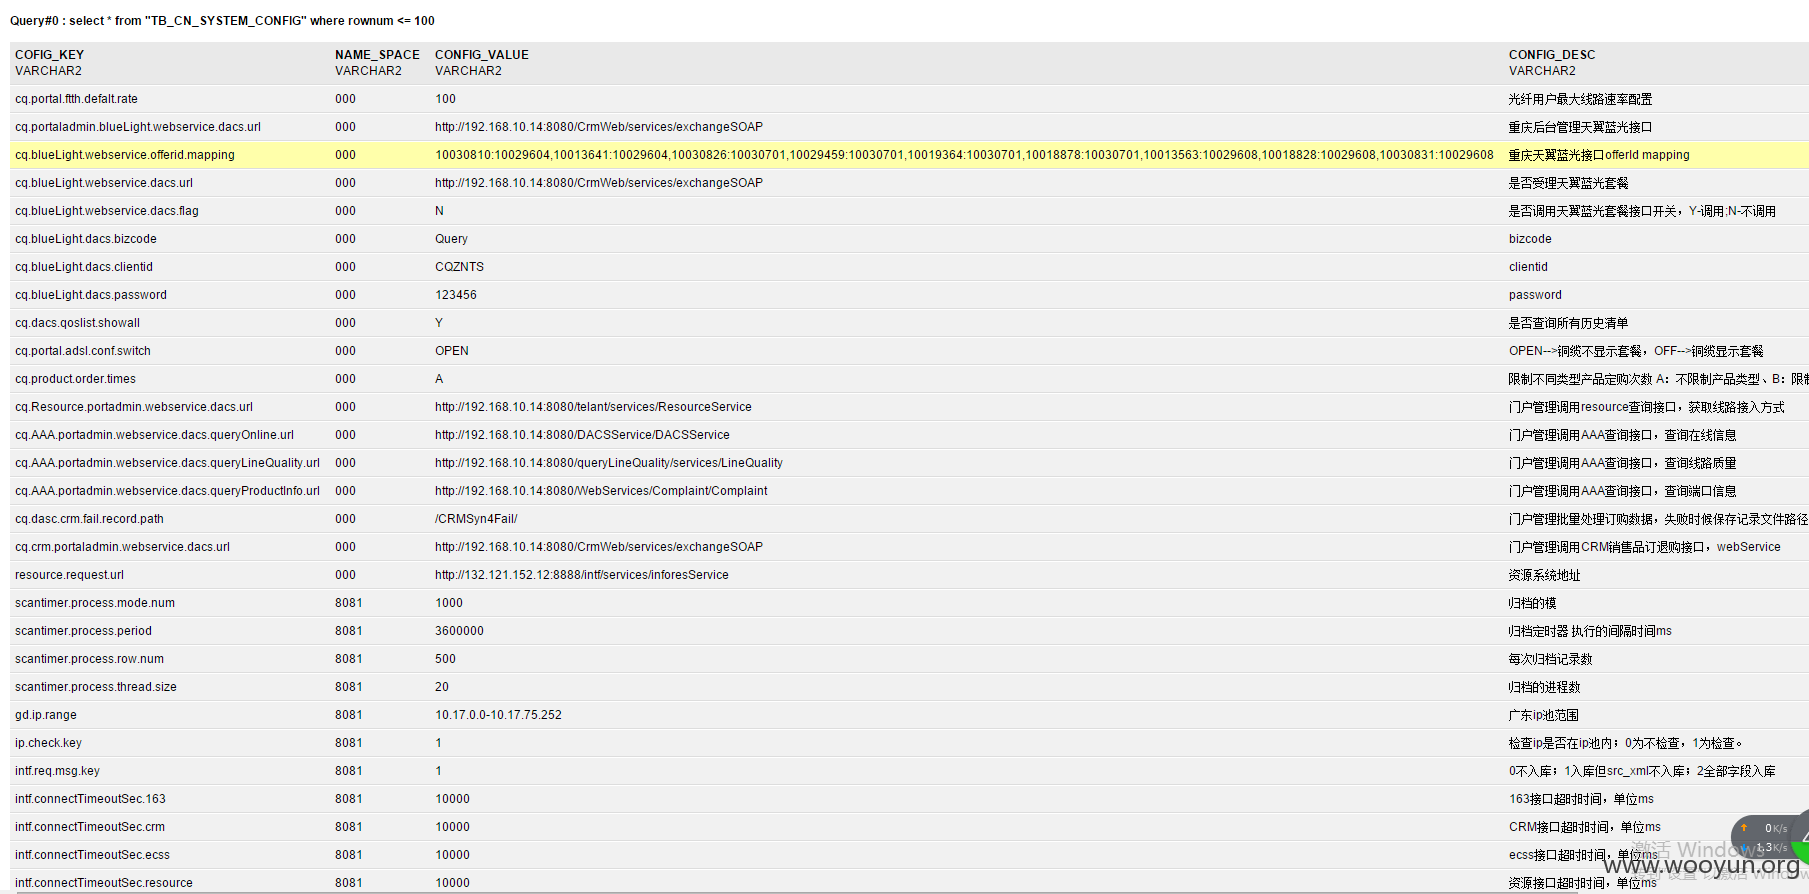 Query#0 : select * from "TB_CN_SYSTEM_CONFIG" where rownum <= 100
COFIG_KEY NAME_SPACE CONFIG_VALUE CONFIG_DESC
VARCHAR2 VARCHAR2 VARCHAR2 VARCHAR2
cq.portal.ftth.defalt.rate 000 100 光纤用户最大线路速率配置
cq.portaladmin.blueLight.webservice.dacs.url 000 http://192.168.10.14:8080/CrmWeb/services/exchangeSOAP 重庆后台管理天翼蓝光接口
cq.blueLight.webservice.offerid.mapping 000 10030810:10029604,10013641:10029604,10030826:10030701,10029459:10030701,10019364:10030701,10018878:10030701,10013563:10029608,10018828:10029608,10030831:10029608 重庆天翼蓝光接口offerId mapping
cq.blueLight.webservice.dacs.url 000 http://192.168.10.14:8080/CrmWeb/services/exchangeSOAP 是否受理天翼蓝光套餐
cq.blueLight.webservice.dacs.flag 000 N 是否调用天翼蓝光套餐接口开关，Y-调用;N-不调用
cq.blueLight.dacs.bizcode 000 Query bizcode
cq.blueLight.dacs.clientid 000 CQZNTS clientid
cq.blueLight.dacs.password 000 123456 password
cq.dacs.qoslist.showall 000 Y 是否查询所有历史清单
cq.portal.adsl.conf.switch 000 OPEN OPEN-->铜缆不显示套餐，OFF-->铜缆显示套餐
cq.product.order.times 000 A 限制不同类型产品定购次数 A：不限制产品类型、B：限制
cq.Resource.portadmin.webservice.dacs.url 000 http://192.168.10.14:8080/telant/services/ResourceService 门户管理调用resource查询接口，获取线路接入方式
cq.AAA.portadmin.webservice.dacs.queryOnline.url 000 http://192.168.10.14:8080/DACSService/DACSService 门户管理调用AAA查询接口，查询在线信息
cq.AAA.portadmin.webservice.dacs.queryLineQuality.url 000 http://192.168.10.14:8080/queryLineQuality/services/LineQuality 门户管理调用AAA查询接口，查询线路质量
cq.AAA.portadmin.webservice.dacs.queryProductInfo.url 000 http://192.168.10.14:8080/WebServices/Complaint/Complaint 门户管理调用AAA查询接口，查询端口信息
cq.dasc.crm.fail.record.path 000 /CRMSyn4Fail/ 门户管理批量处理订购数据，失败时候保存记录文件路径
cq.crm.portaladmin.webservice.dacs.url 000 http://192.168.10.14:8080/CrmWeb/services/exchangeSOAP 门户管理调用CRM销售品订退购接口，webService
resource.request.url 000 http://132.121.152.12:8888/intf/services/inforesService 资源系统地址
scantimer.process.mode.num 8081 1000 归档的模
scantimer.process.period 8081 3600000 归档定时器 执行的间隔时间ms
scantimer.process.row.num 8081 500 每次归档记录数
scantimer.process.thread.size 8081 20 归档的进程数
gd.ip.range 8081 10.17.0.0-10.17.75.252 广东ip池范围
ip.check.key 8081 1 检查ip是否在ip池内；0为不检查，1为检查。
intf.req.msg.key 8081 1 0不入库；1入库但src_xml不入库；2全部字段入库
intf.connectTimeoutSec.163 8081 10000 163接口超时时间，单位ms
intf.connectTimeoutSec.crm 8081 10000 CRM接口超时时间，单位ms
intf.connectTimeoutSec.ecss 8081 10000 ecss接口超时时间，单位ms
intf.connectTimeoutSec.resource 8081 10000 资源接口超时时间，单位ms
0K/s
1.3K/s
激活 Windows
www.wooyun.org